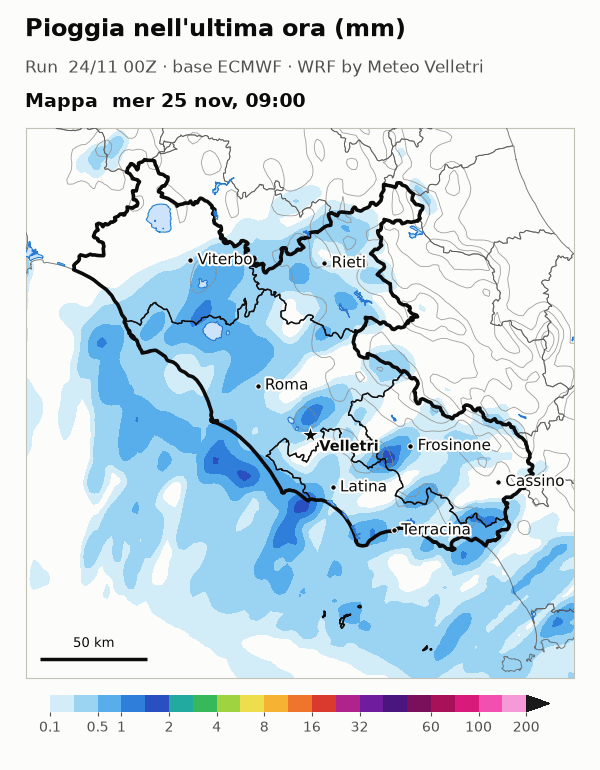 Pioggia nell'ultima ora (mm)
Run  24/11 00Z · base ECMWF · WRF by Meteo Velletri
Mappa  mer 25 nov, 09:00
Viterbo
Rieti
Roma
Velletri
Frosinone
Cassino
Latina
Terracina
50 km
0.1 0.5 1 2 4 8 16 32 60 100 200